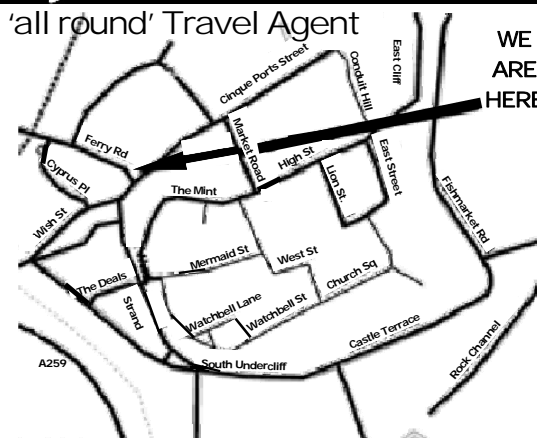 'all round' Travel Agent
WE
ARE
HERE
Cinque Ports Street
Conduit Hill
East Cliff
Ferry Rd
Market Road
High St
Cyprus Pl
The Mint
Lion St.
East Street
Wish St
Fishmarket Rd
Mermaid St
West St
The Deals
Church Sq
Strand
Watchbell Lane
Watchbell St
Castle Terrace
A259
South Undercliff
Rock Channel